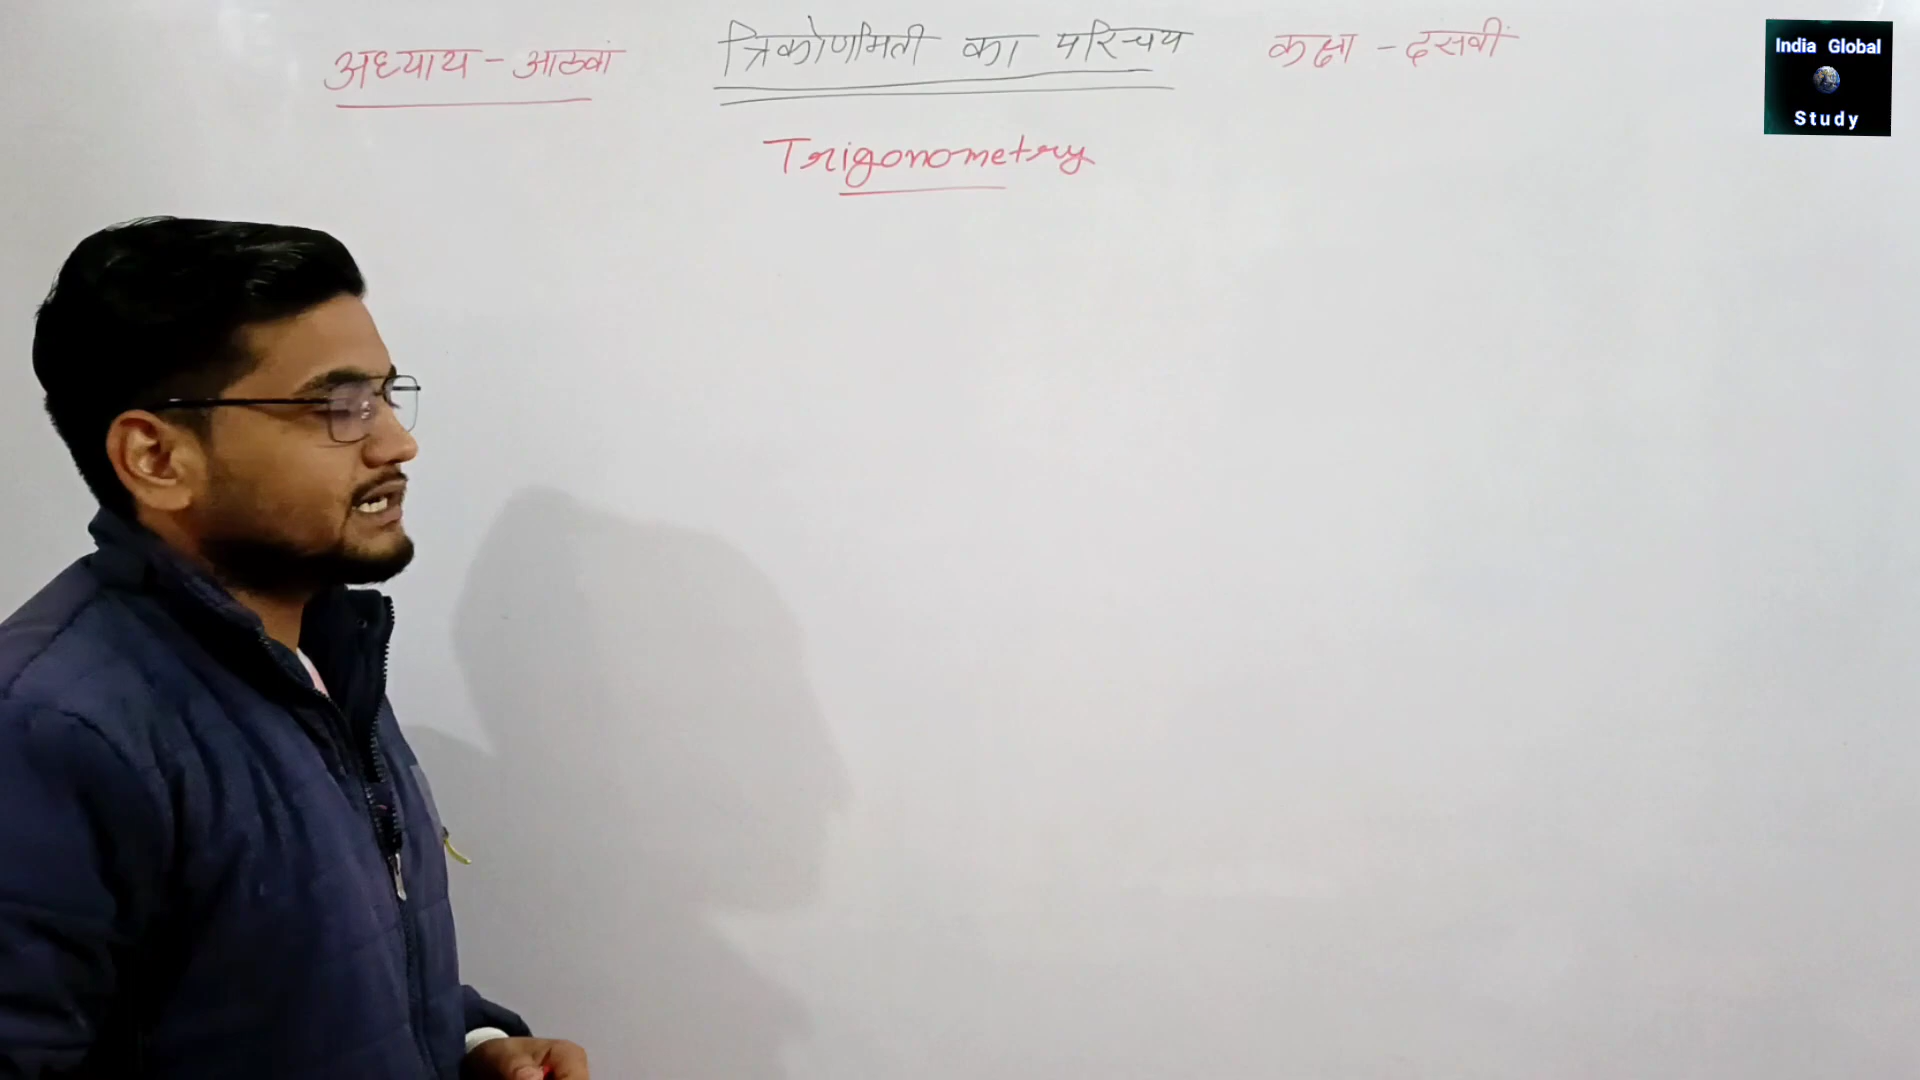 अध्याय - आठवां त्रिकोणमिती का परिचय कक्षा - दसवीं
Trigonometry
India Global
Study